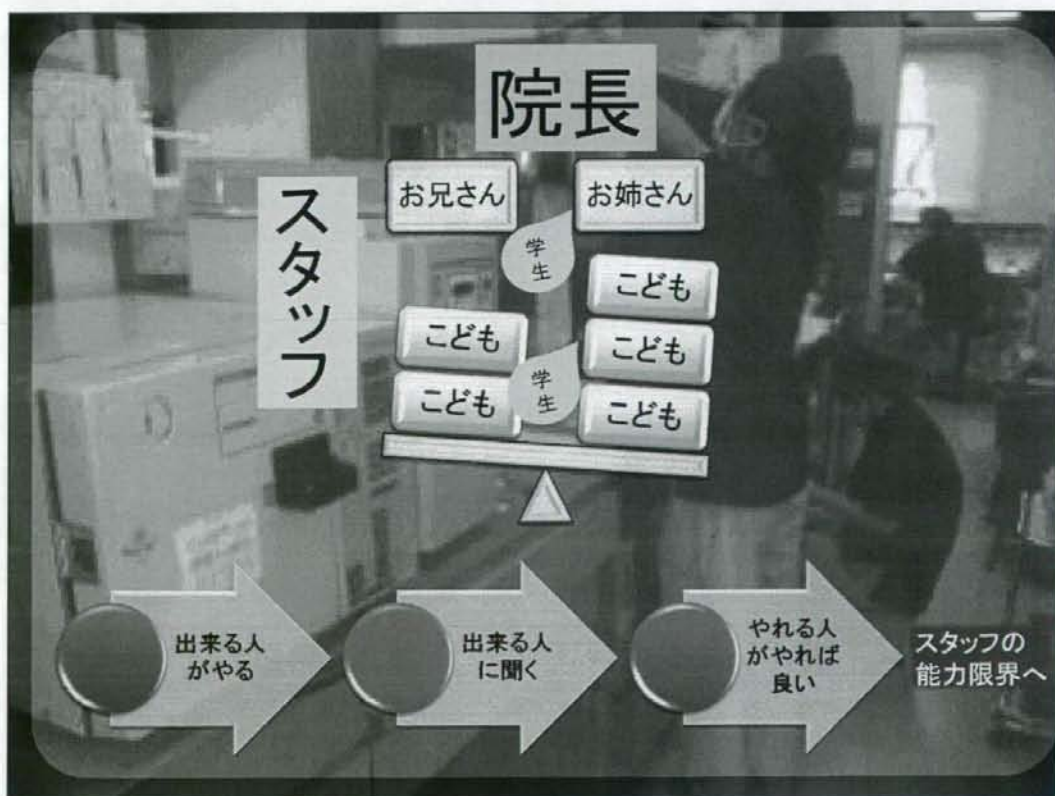 院長
スタッフ
お兄さん
お姉さん
学生
こども
こども
こども
学生
こども
こども
出来る人
がやる
出来る人
に聞く
やれる人
がやれば
良い
スタッフの
能力限界へ